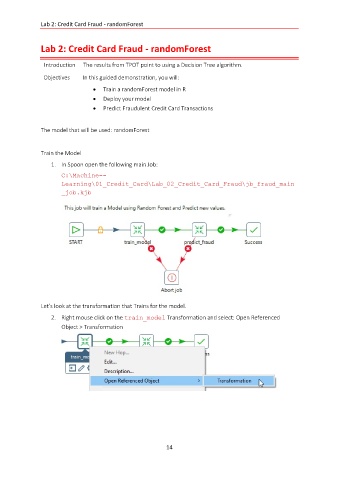 Lab 2: Credit Card Fraud - randomForest
Lab 2: Credit Card Fraud - randomForest
Introduction The results from TPOT point to using a Decision Tree algorithm.
Objectives In this guided demonstration, you will:
• Train a randomForest model in R
• Deploy your model
• Predict Fraudulent Credit Card Transactions
The model that will be used: randomForest
Train the Model
1. In Spoon open the following main Job:
C:\Machine--
Learning\01_Credit_Card\Lab_02_Credit_Card_Fraud\jb_fraud_main
_job.kjb
This job will train a Model using Random Forest and Predict new values.
START train_model predict_fraud Success
Abort job
Let's look at the transformation that Trains for the model.
2. Right mouse click on the train_model Transformation and select: Open Referenced
Object > Transformation
New Hop...
train_mo
Edit...
Description...
Open Referenced Object Transformation
14